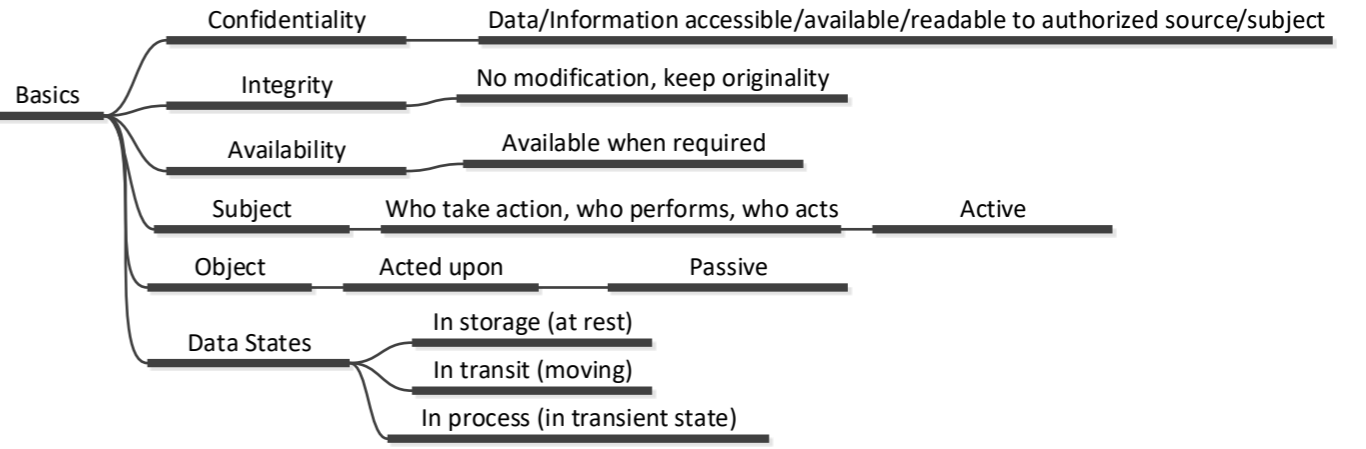 Basics
Confidentiality
Data/Information accessible/available/readable to authorized source/subject
Integrity
No modification, keep originality
Availability
Available when required
Subject
Who take action, who performs, who acts
Active
Object
Acted upon
Passive
Data States
In storage (at rest)
In transit (moving)
In process (in transient state)